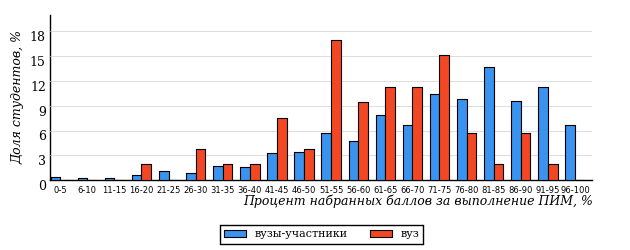 Доля студентов, %
18
15
12
9
6
3
0
0-5 6-10 11-15 16-20 21-25 26-30 31-35 36-40 41-45 46-50 51-55 56-60 61-65 66-70 71-75 76-80 81-85 86-90 91-95 96-100
Процент набранных баллов за выполнение ПИМ, %
вузы-участники вуз